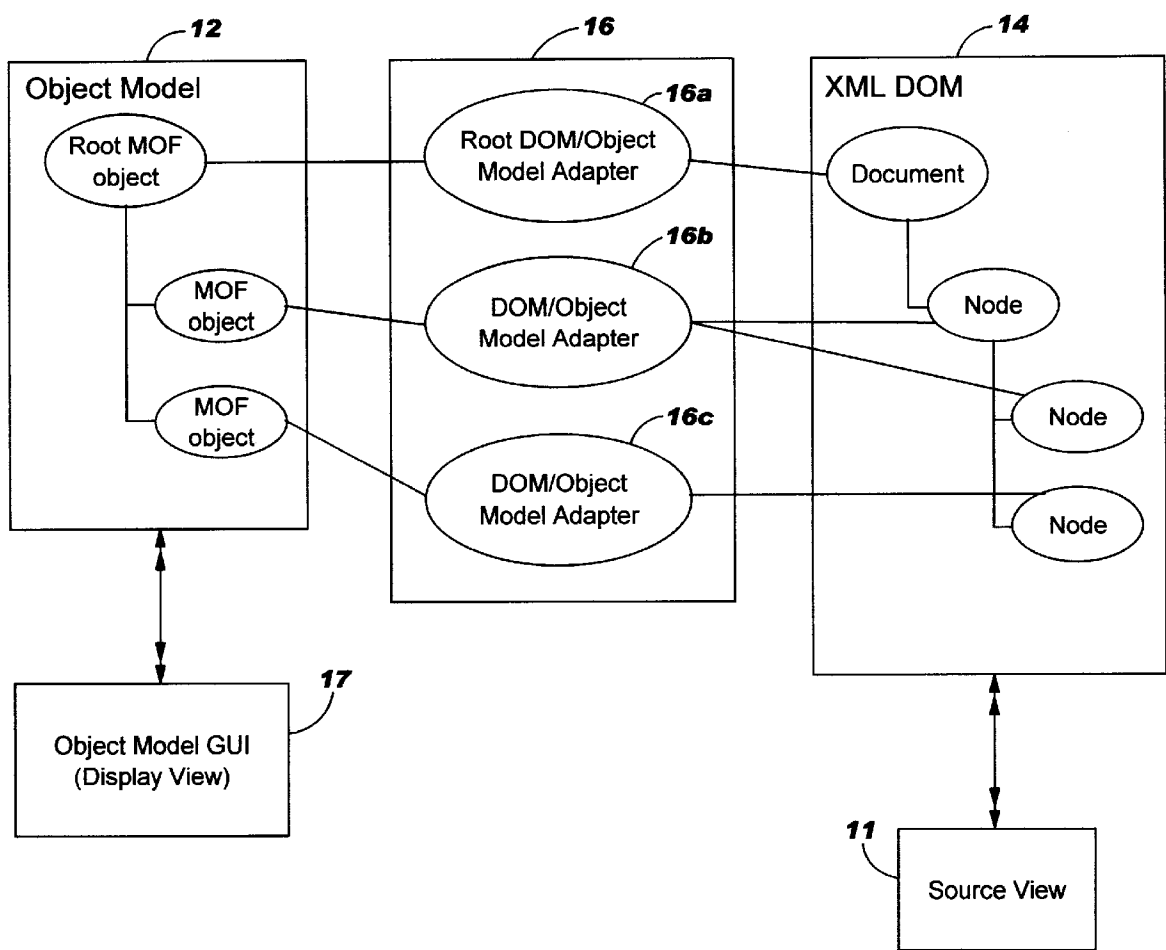 12
16
14
Object Model
XML DOM
16a
Root MOF
object
Root DOM/Object
Model Adapter
Document
16b
MOF
object
DOM/Object
Model Adapter
Node
MOF
object
16c
Node
DOM/Object
Model Adapter
Node
17
Object Model GUI
(Display View)
11
Source View